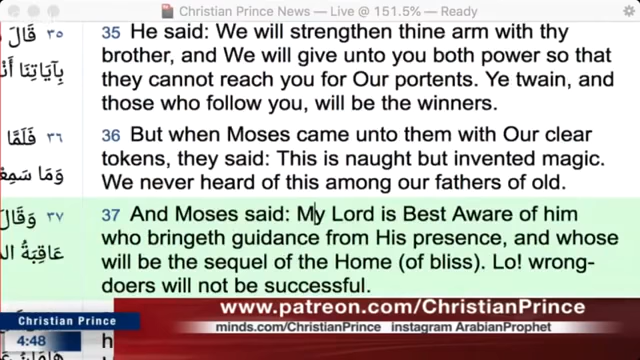 Christian Prince News — Live @ 151.5% — Ready
35 He said: We will strengthen thine arm with thy
brother, and We will give unto you both power so that
they cannot reach you for Our portents. Ye twain, and
those who follow you, will be the winners.
٣٥ قَالَ
بِآيَاتِنَا
36 But when Moses came unto them with Our clear
tokens, they said: This is naught but invented magic.
We never heard of this among our fathers of old.
٣٦ فَلَمَّا
وَمَا
37 And Moses said: My Lord is Best Aware of him
who bringeth guidance from His presence, and whose
will be the sequel of the Home (of bliss). Lo! wrong-
doers will not be successful.
٣٧ وَقَالَ
عَاقِبَةُ
www.patreon.com/ChristianPrince
Christian Prince
minds.com/ChristianPrince instagram ArabianProphet
4:48